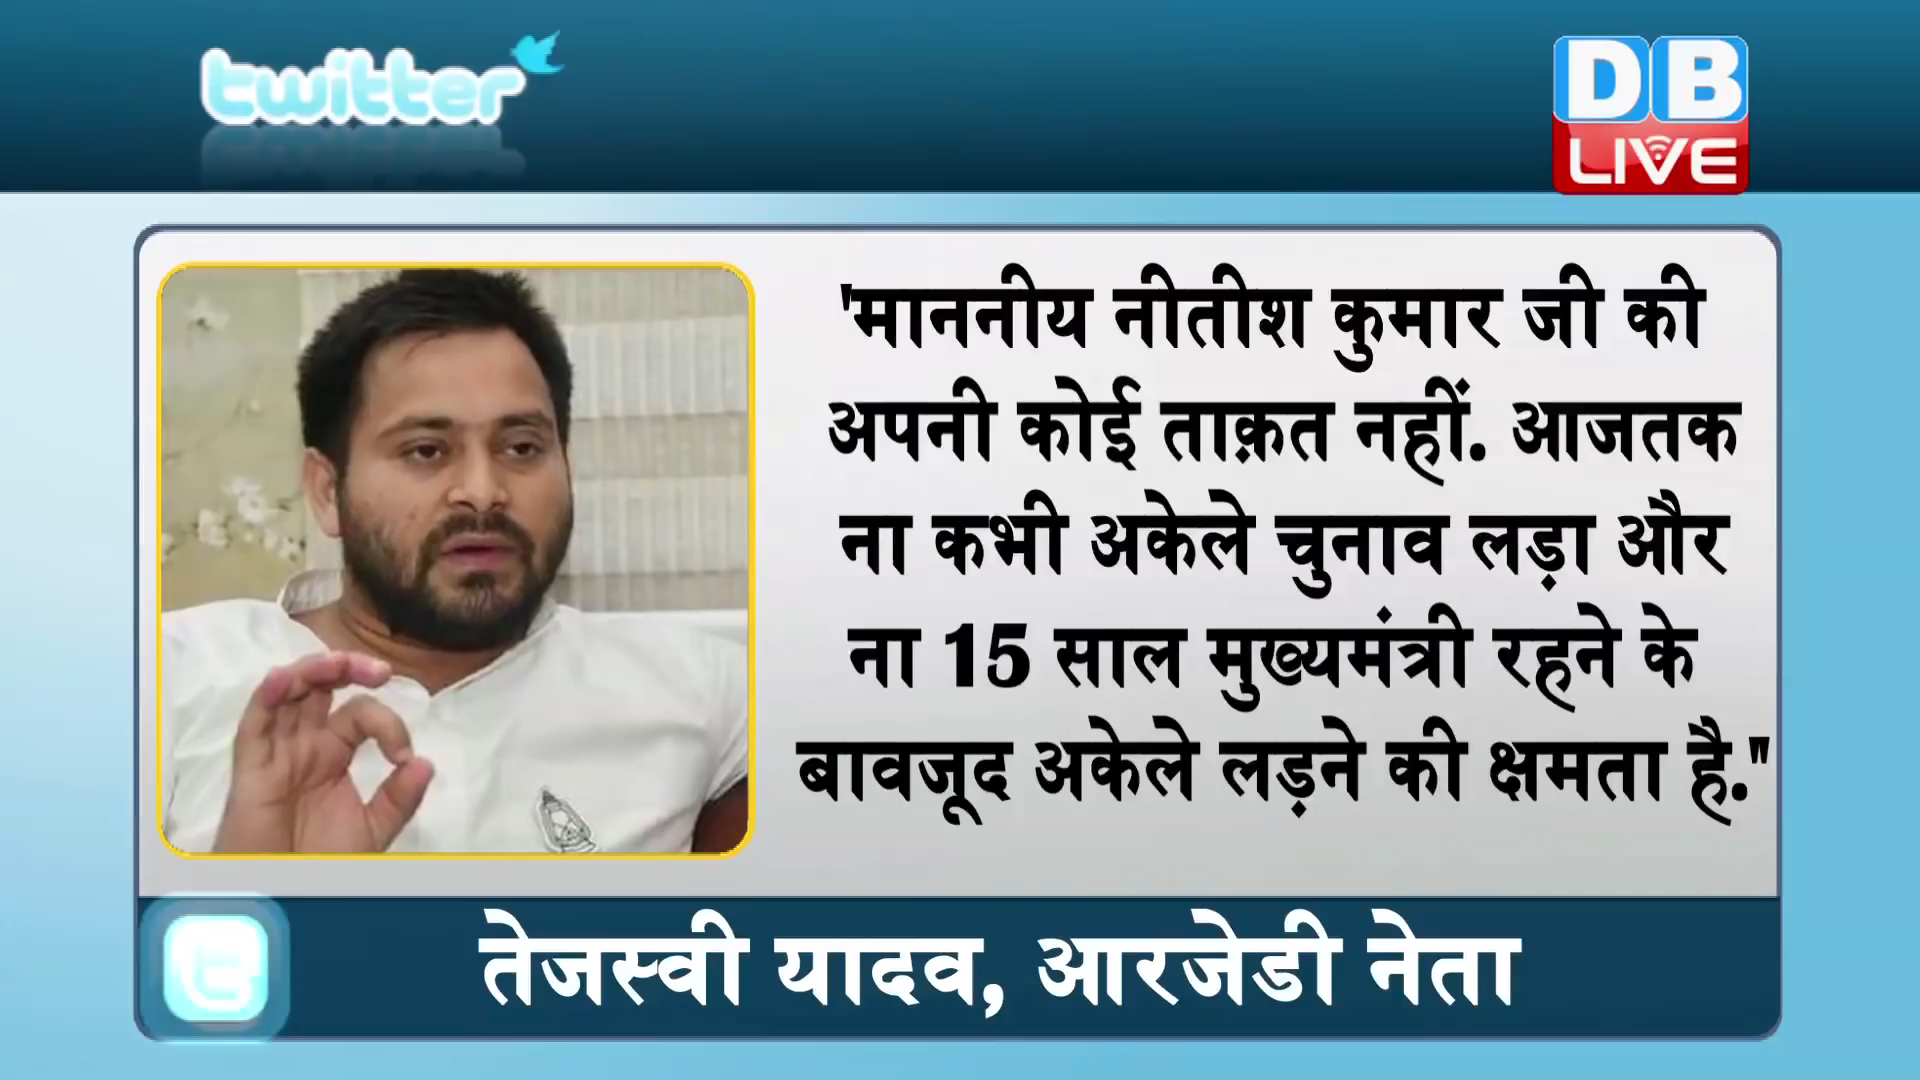 twitter
DB
LIVE
'माननीय नीतीश कुमार जी की
अपनी कोई ताक़त नहीं. आजतक
ना कभी अकेले चुनाव लड़ा और
ना 15 साल मुख्यमंत्री रहने के
बावजूद अकेले लड़ने की क्षमता है."
t
तेजस्वी यादव, आरजेडी नेता